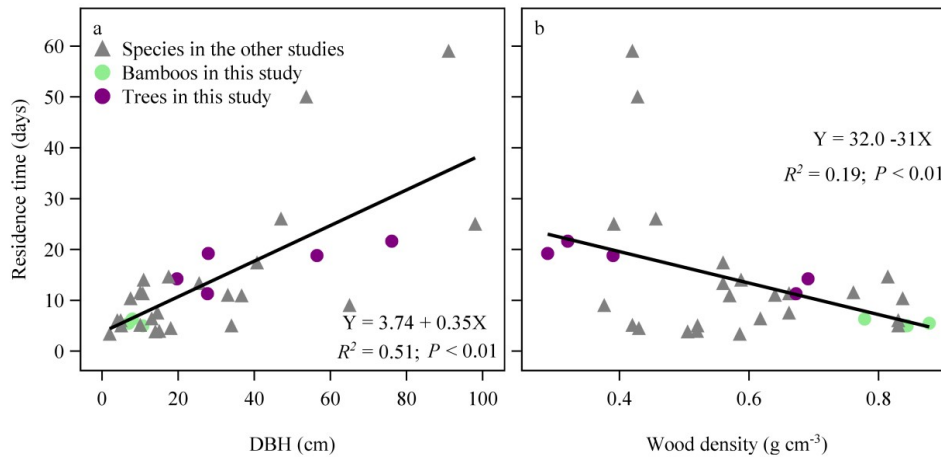 a
Species in the other studies
Bamboos in this study
Trees in this study
Y = 3.74 + 0.35X
R² = 0.51; P < 0.01
b
Y = 32.0 -31X
R² = 0.19; P < 0.01
Residence time (days)
60
50
40
30
20
10
0
0 20 40 60 80 100
0.4 0.6 0.8
DBH (cm)
Wood density (g cm⁻³)